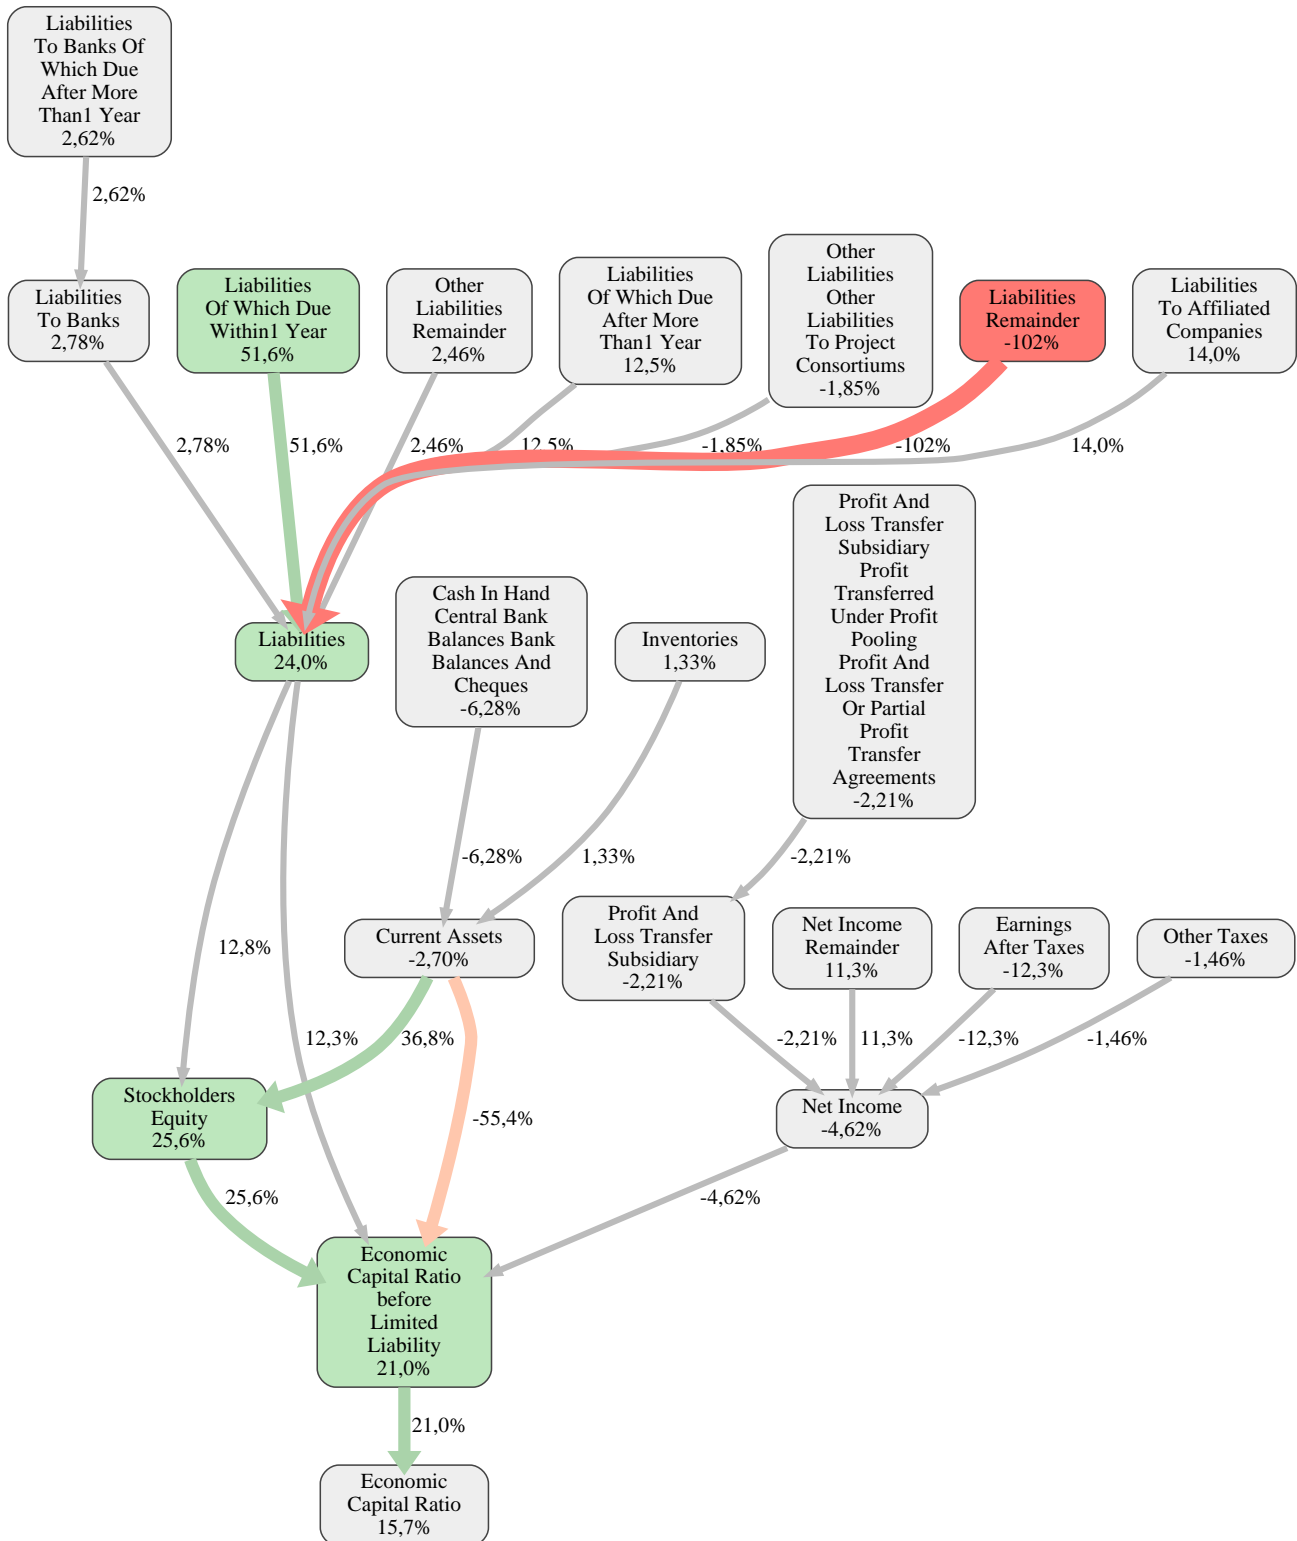 Liabilities
To Banks Of
Which Due
After More
Than1 Year
2,62%
2,62%
Liabilities
To Banks
2,78%
Liabilities
Of Which Due
Within1 Year
51,6%
Other
Liabilities
Remainder
2,46%
Liabilities
Of Which Due
After More
Than1 Year
12,5%
Other
Liabilities
Other
Liabilities
To Project
Consortiums
-1,85%
Liabilities
Remainder
-102%
Liabilities
To Affiliated
Companies
14,0%
2,78%
51,6%
2,46%
12,5%
-1,85%
-102%
14,0%
Profit And
Loss Transfer
Subsidiary
Profit
Transferred
Under Profit
Pooling
Profit And
Loss Transfer
Or Partial
Profit
Transfer
Agreements
-2,21%
Liabilities
24,0%
Cash In Hand
Central Bank
Balances Bank
Balances And
Cheques
-6,28%
Inventories
1,33%
-6,28%
1,33%
-2,21%
12,8%
Current Assets
-2,70%
Profit And
Loss Transfer
Subsidiary
-2,21%
Net Income
Remainder
11,3%
Earnings
After Taxes
-12,3%
Other Taxes
-1,46%
12,3%
36,8%
-2,21%
11,3%
-12,3%
-1,46%
Stockholders
Equity
25,6%
-55,4%
Net Income
-4,62%
25,6%
-4,62%
Economic
Capital Ratio
before
Limited
Liability
21,0%
21,0%
Economic
Capital Ratio
15,7%